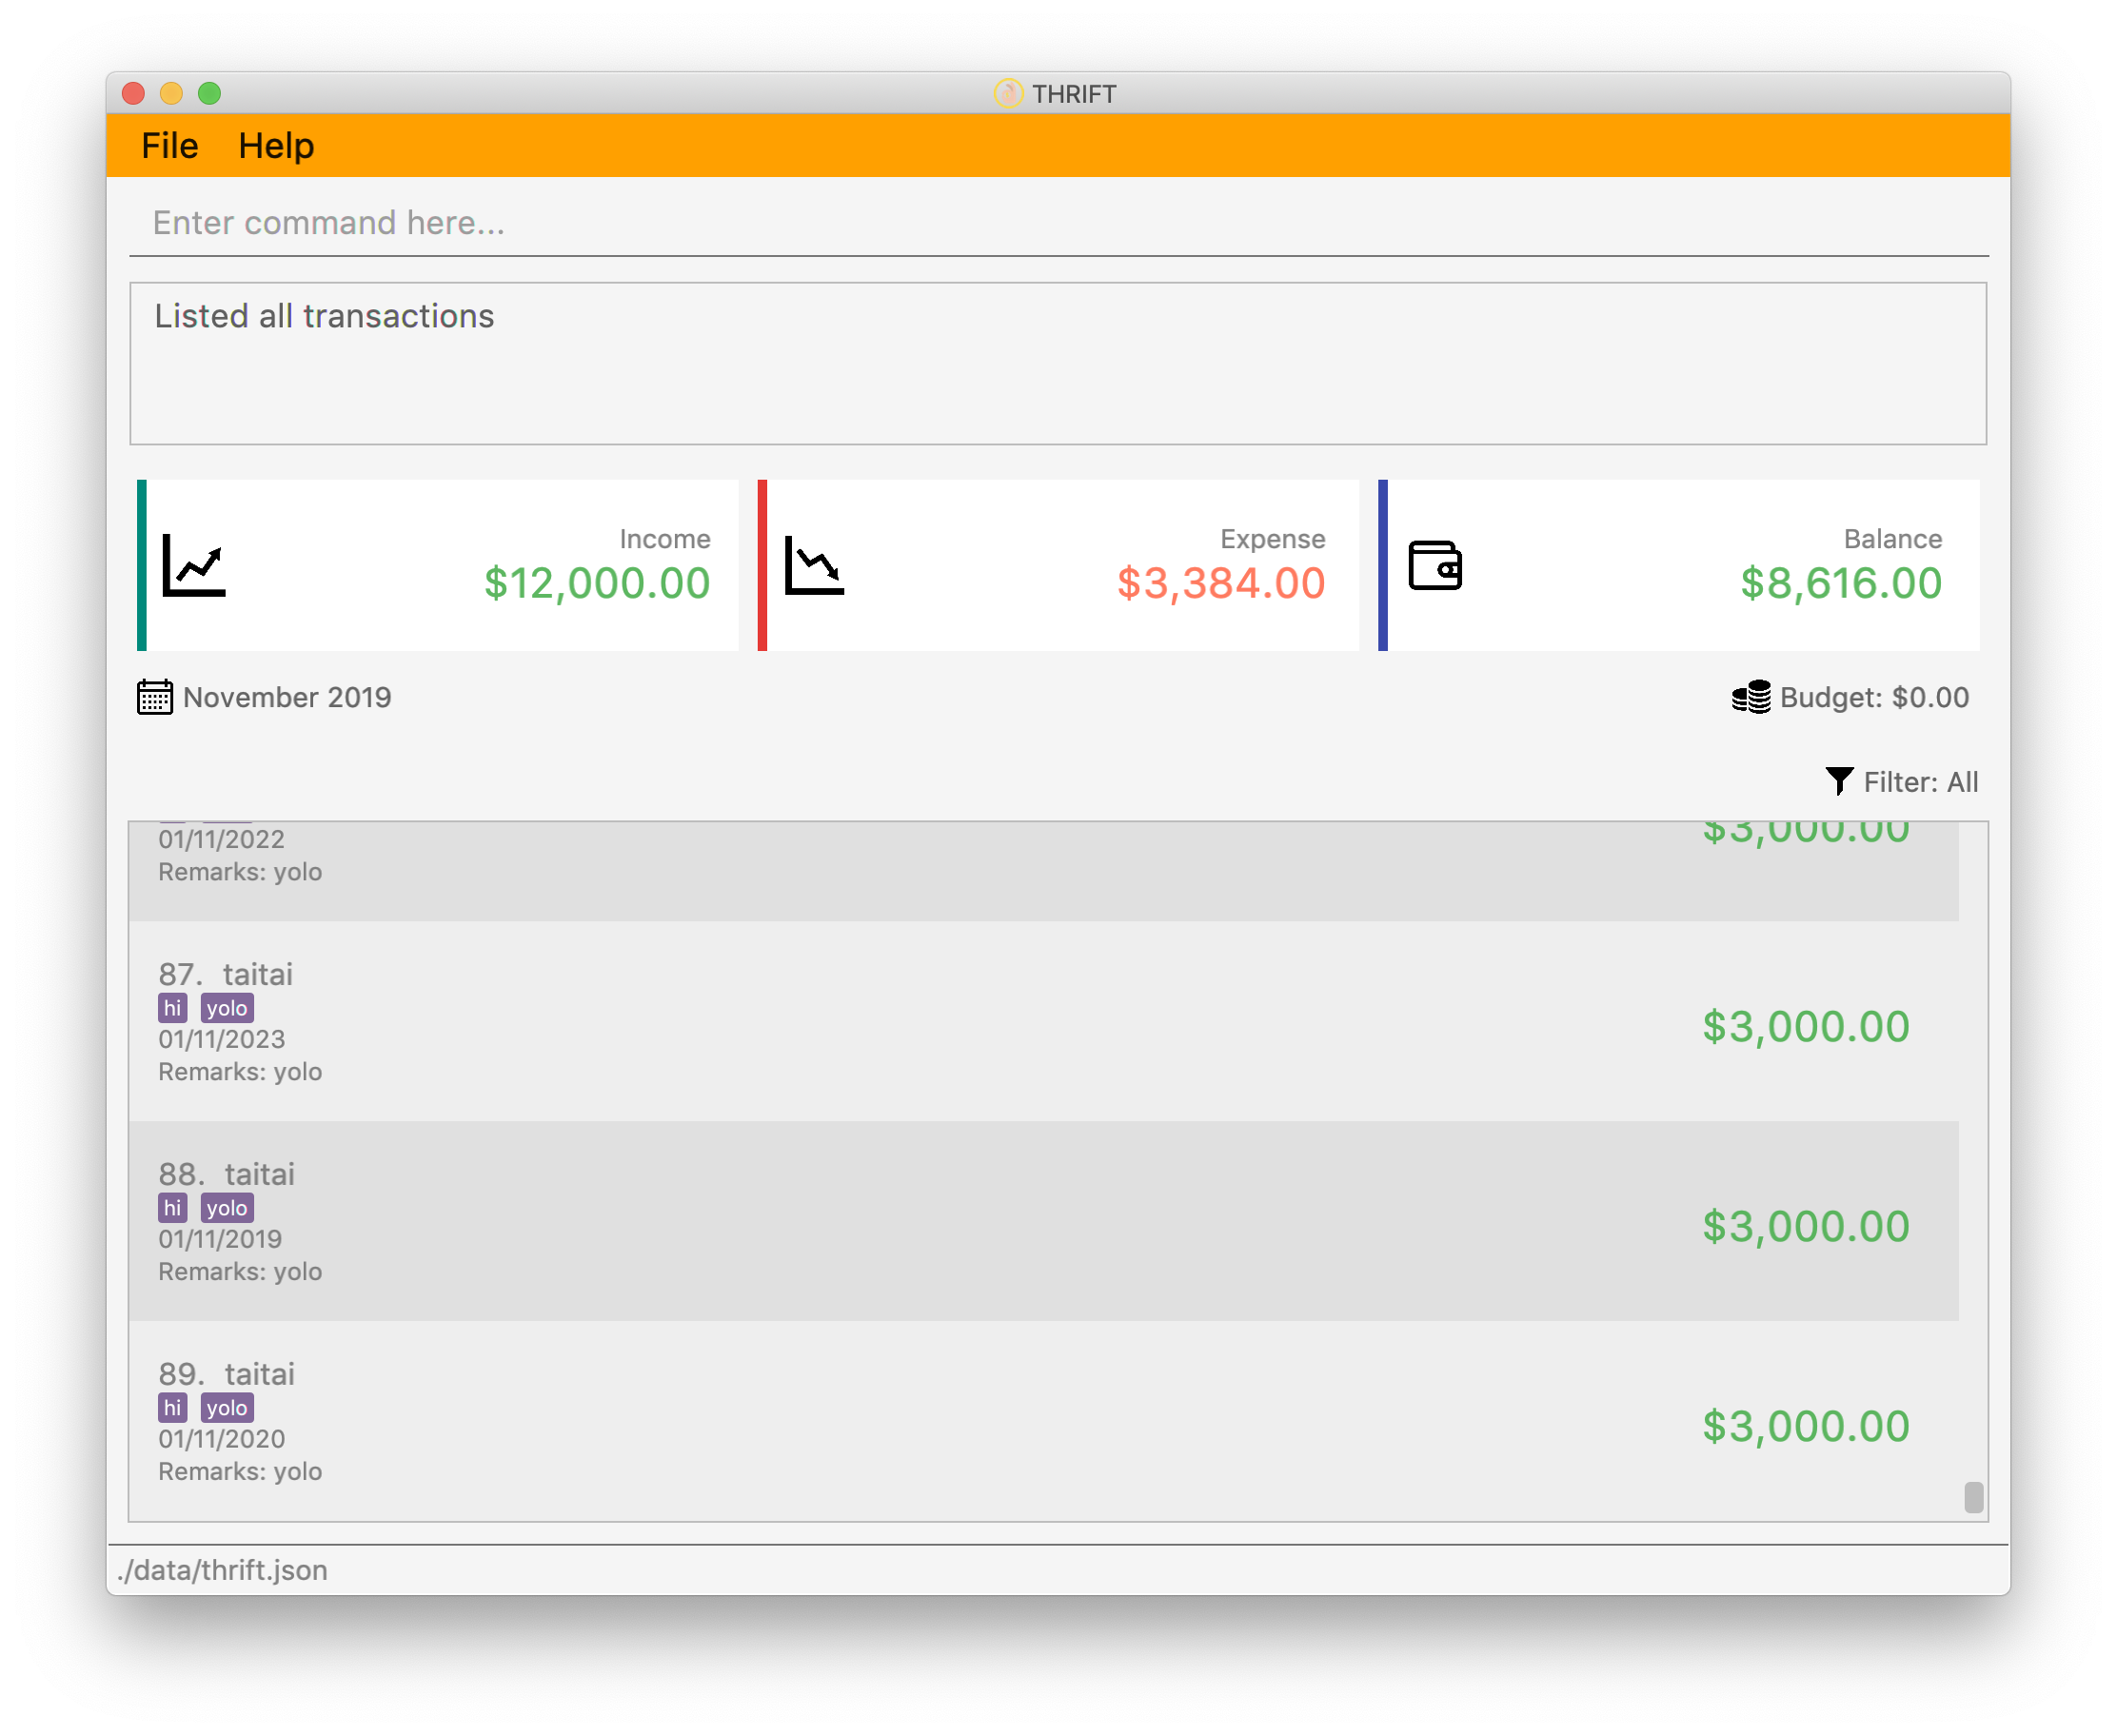 THRIFT
File Help
Enter command here...
Listed all transactions
Income
$12,000.00
Expense
$3,384.00
Balance
$8,616.00
November 2019
Budget: $0.00
Filter: All
01/11/2022
Remarks: yolo
$3,000.00
87. taitai
hi yolo
01/11/2023
Remarks: yolo
$3,000.00
88. taitai
hi yolo
01/11/2019
Remarks: yolo
$3,000.00
89. taitai
hi yolo
01/11/2020
Remarks: yolo
$3,000.00
./data/thrift.json